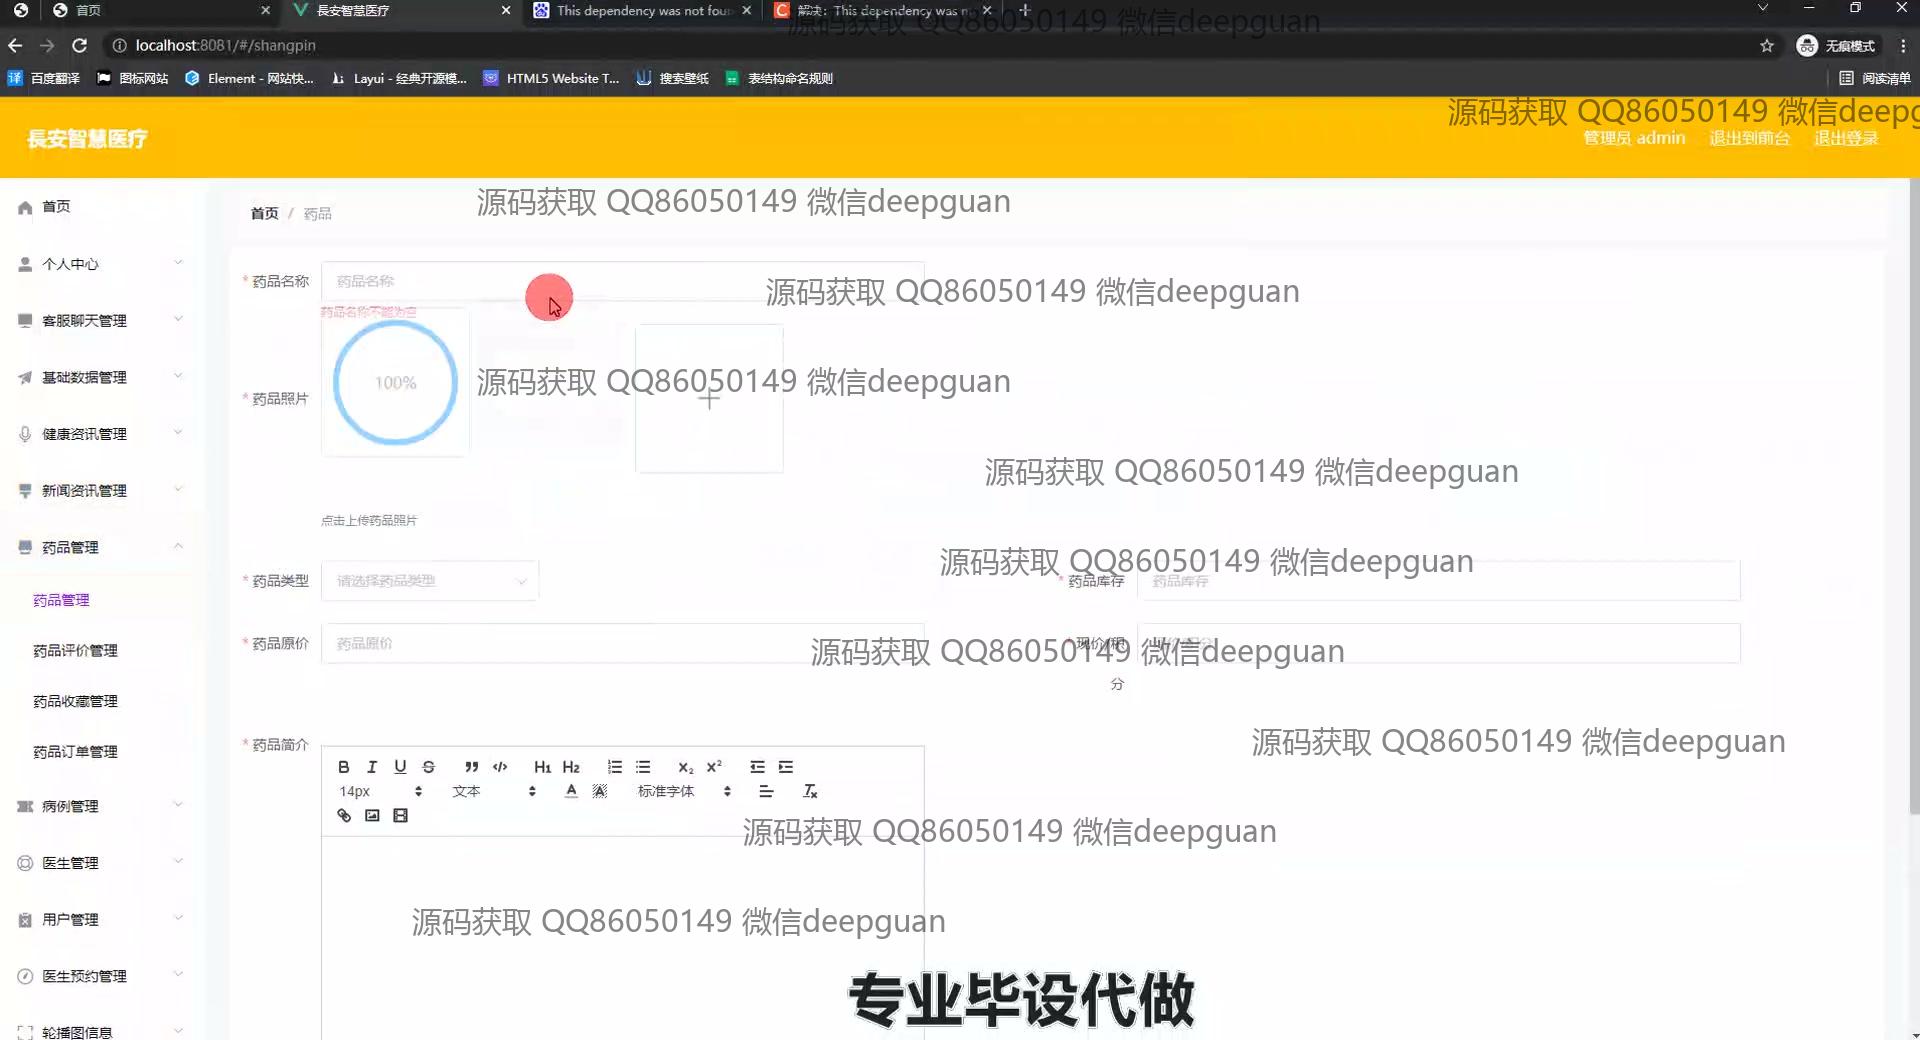 首页
長安智慧医疗
This dependency was not fou
解决：This dependency was n
源码获取 QQ86050149 微信deepguan
localhost:8081/#/shangpin
无痕模式
百度翻译
图标网站
Element - 网站快...
Layui - 经典开源模...
HTML5 Website T...
搜索壁纸
表结构命名规则
阅读清单
源码获取 QQ86050149 微信deepg
長安智慧医疗
管理员 admin
退出到前台
退出登录
源码获取 QQ86050149 微信deepguan
首页
首页 / 药品
个人中心
* 药品名称
药品名称
源码获取 QQ86050149 微信deepguan
药品名称不能为空
客服聊天管理
基础数据管理
100%
源码获取 QQ86050149 微信deepguan
* 药品照片
健康资讯管理
源码获取 QQ86050149 微信deepguan
新闻资讯管理
点击上传药品照片
药品管理
源码获取 QQ86050149 微信deepguan
* 药品类型
请选择药品类型
* 药品库存
药品库存
药品管理
* 药品原价
药品原价
* 现价/积
分
源码获取 QQ86050149 微信deepguan
药品评价管理
药品收藏管理
药品订单管理
* 药品简介
源码获取 QQ86050149 微信deepguan
B I U S H1 H2 X2 X2
14px
文本
标准字体
病例管理
源码获取 QQ86050149 微信deepguan
医生管理
用户管理
源码获取 QQ86050149 微信deepguan
医生预约管理
专业毕设代做
轮播图信息